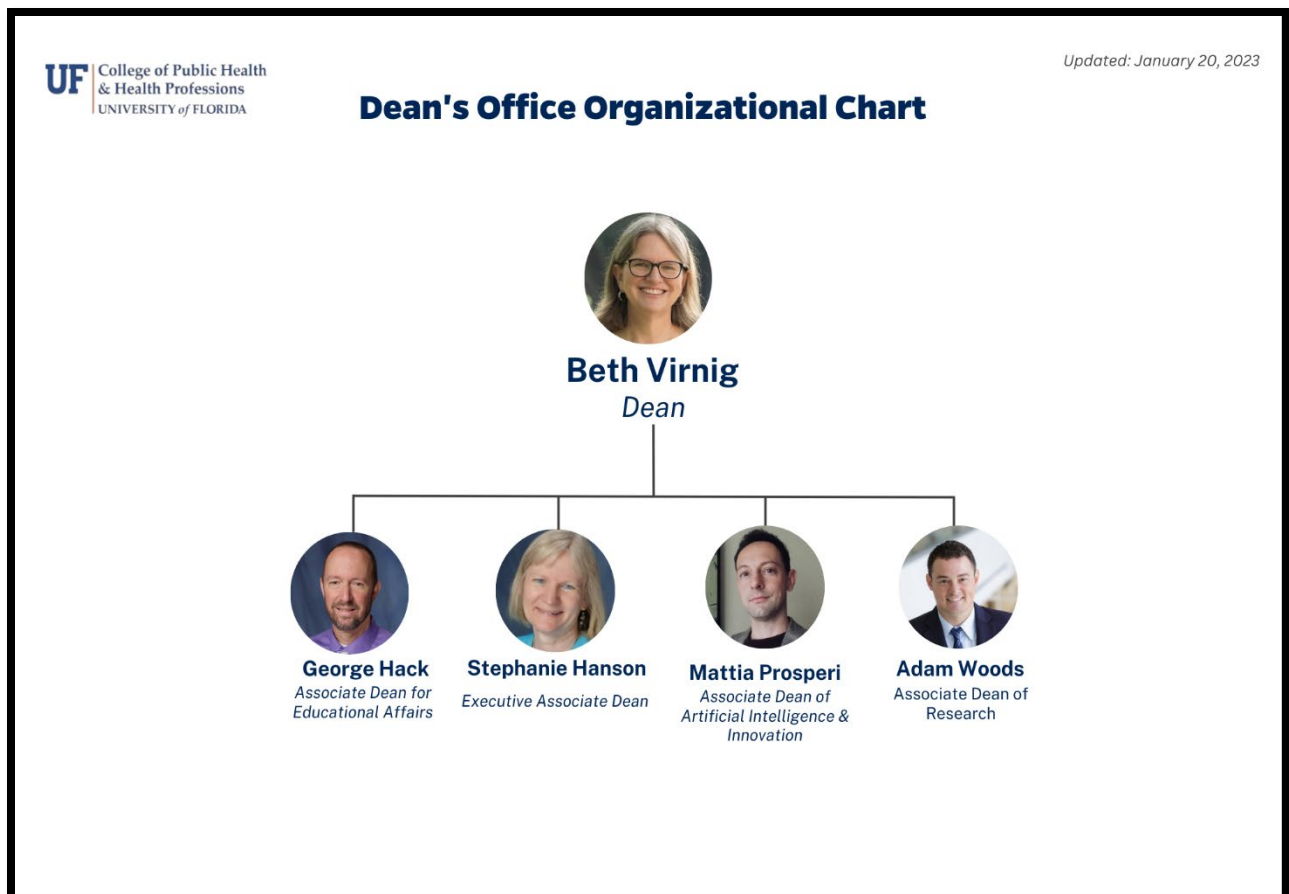 UF College of Public Health
& Health Professions
UNIVERSITY of FLORIDA
Updated: January 20, 2023
Dean's Office Organizational Chart
Beth Virnig
Dean
George Hack
Associate Dean for
Educational Affairs
Stephanie Hanson
Executive Associate Dean
Mattia Prosperi
Associate Dean of
Artificial Intelligence &
Innovation
Adam Woods
Associate Dean of
Research